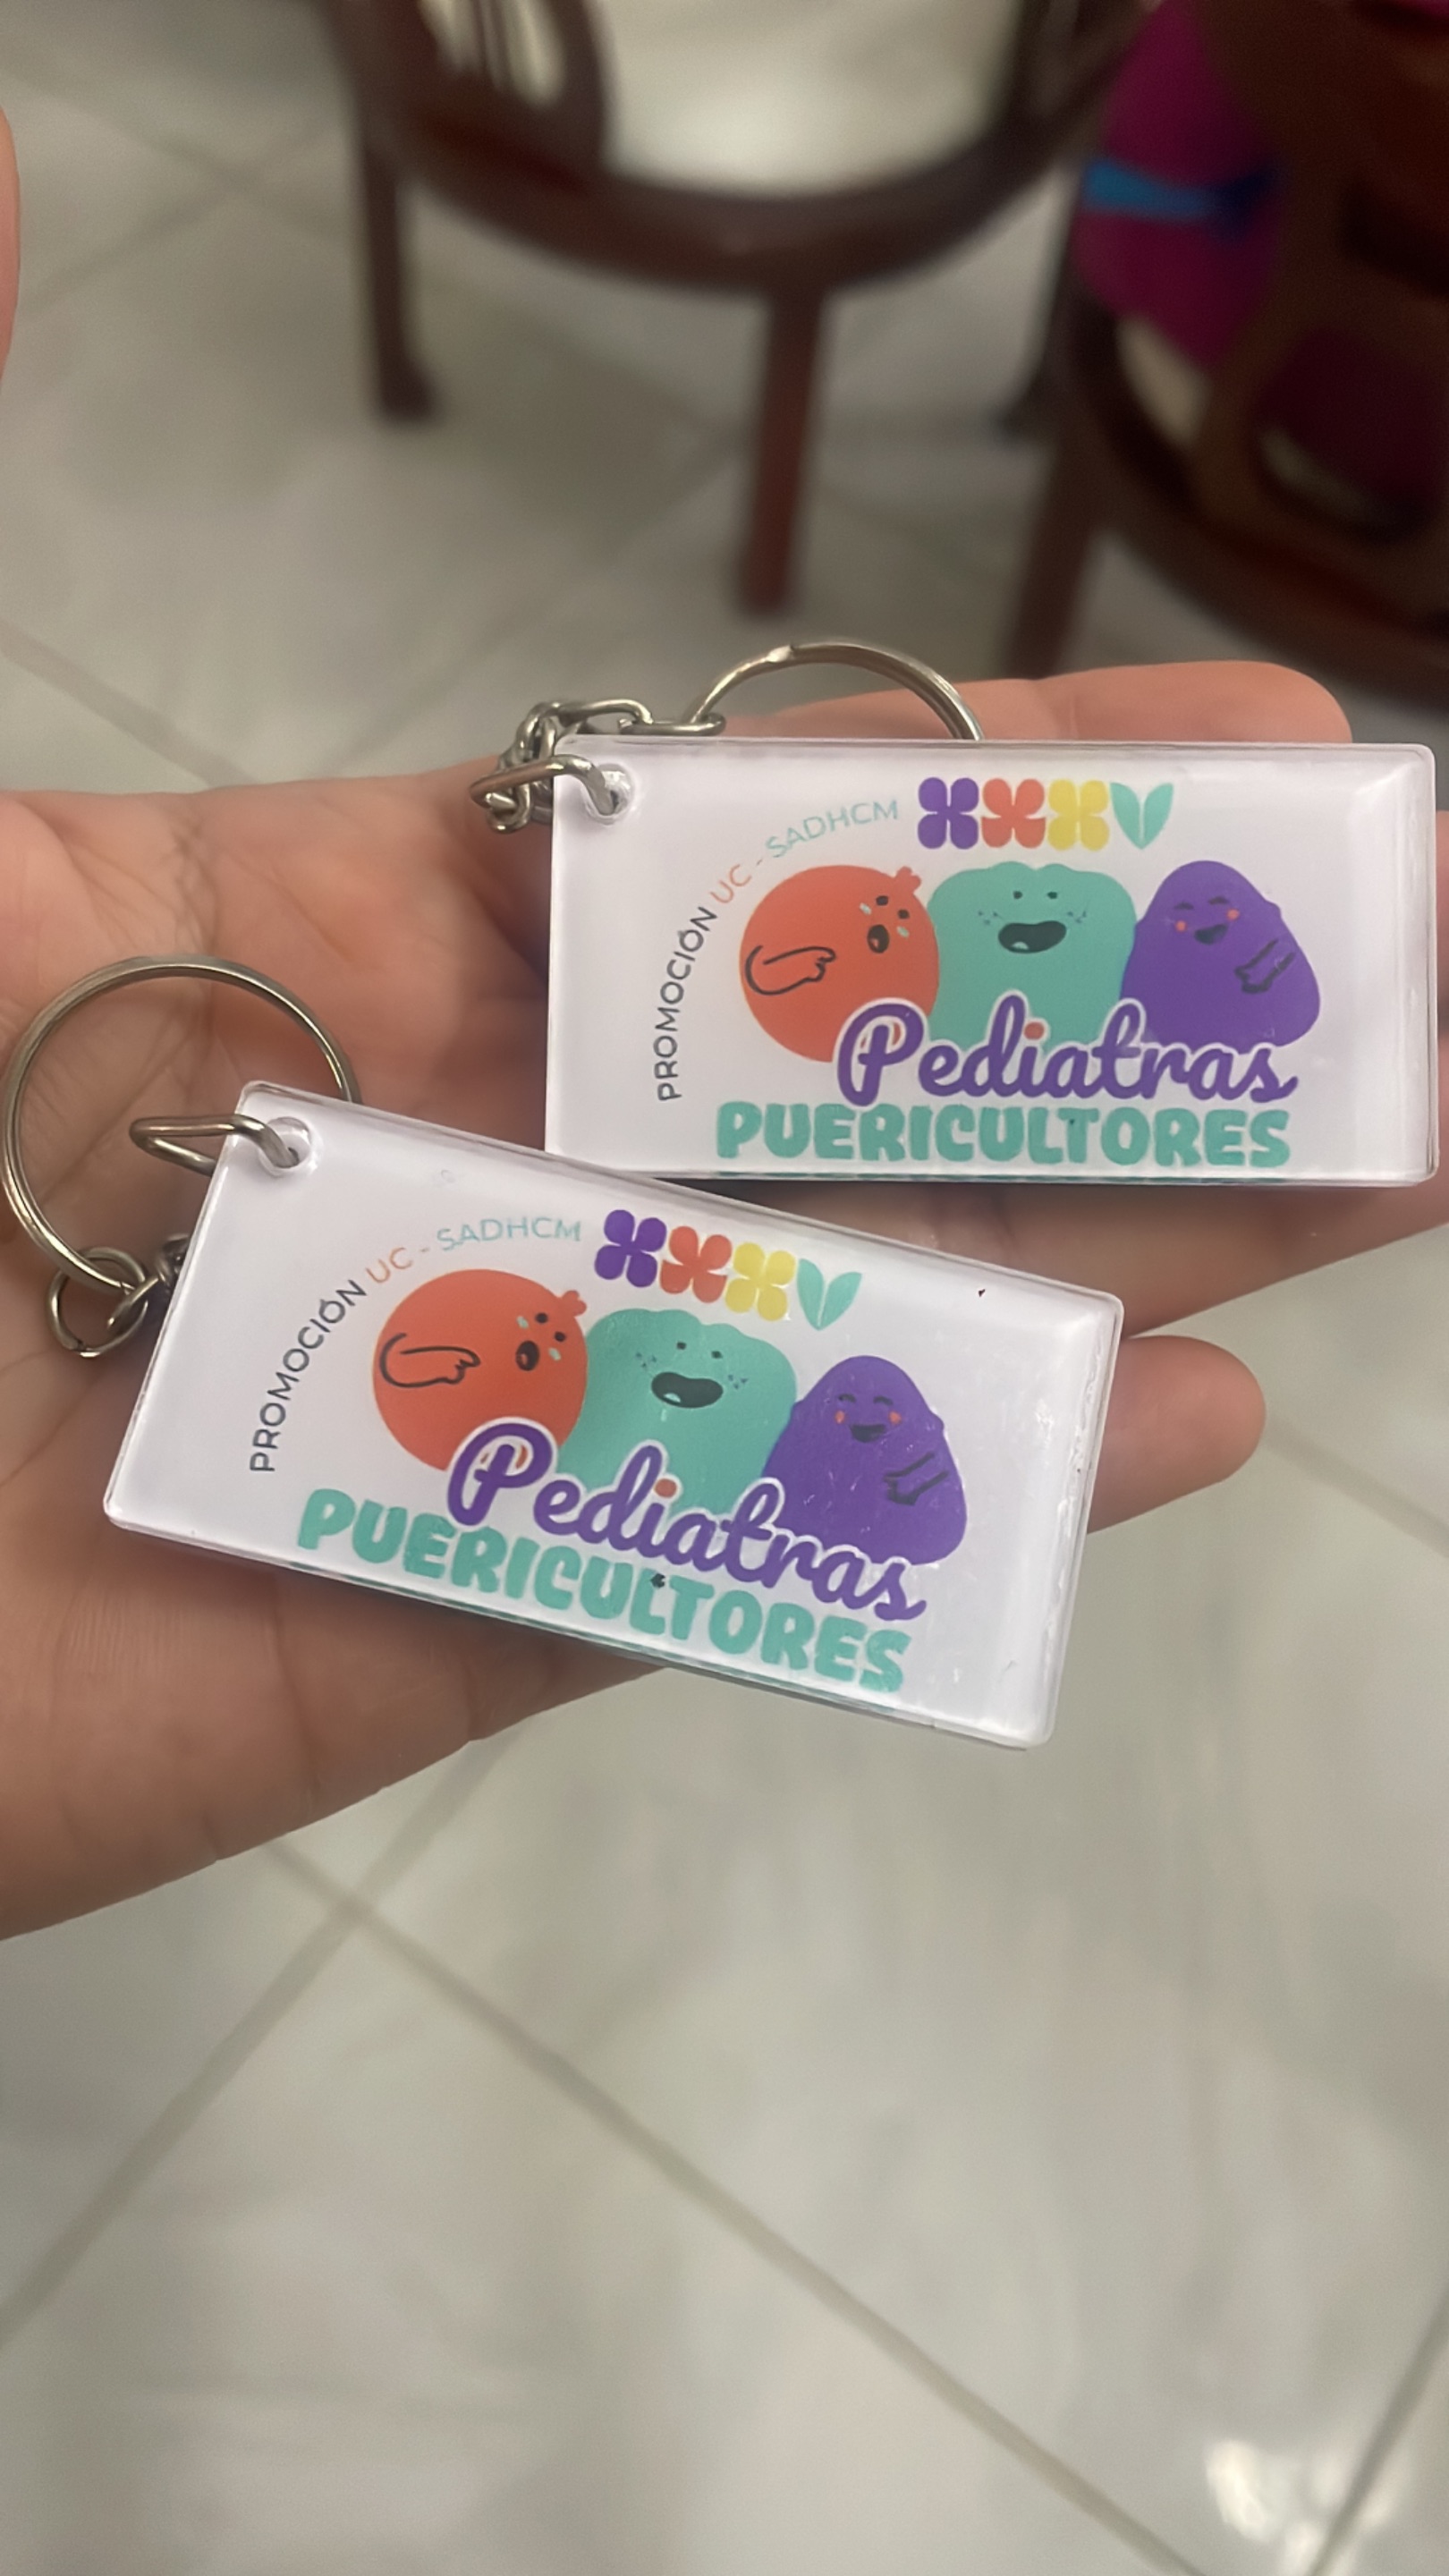 PROMOCIÓN UC - SADHCM
XXXV
Pediatras
PUERICULTORES
PROMOCIÓN UC - SADHCM
XXXV
Pediatras
PUERICULTORES